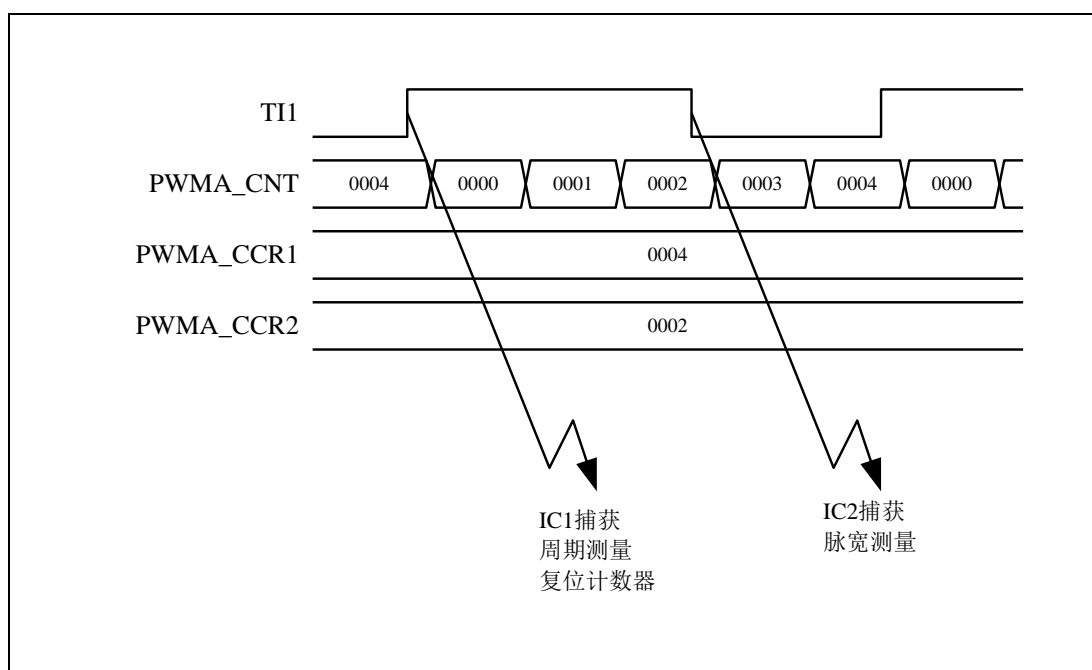 TI1
PWMA_CNT 0004 0000 0001 0002 0003 0004 0000
PWMA_CCR1 0004
PWMA_CCR2 0002
IC1捕获
周期测量
复位计数器
IC2捕获
脉宽测量